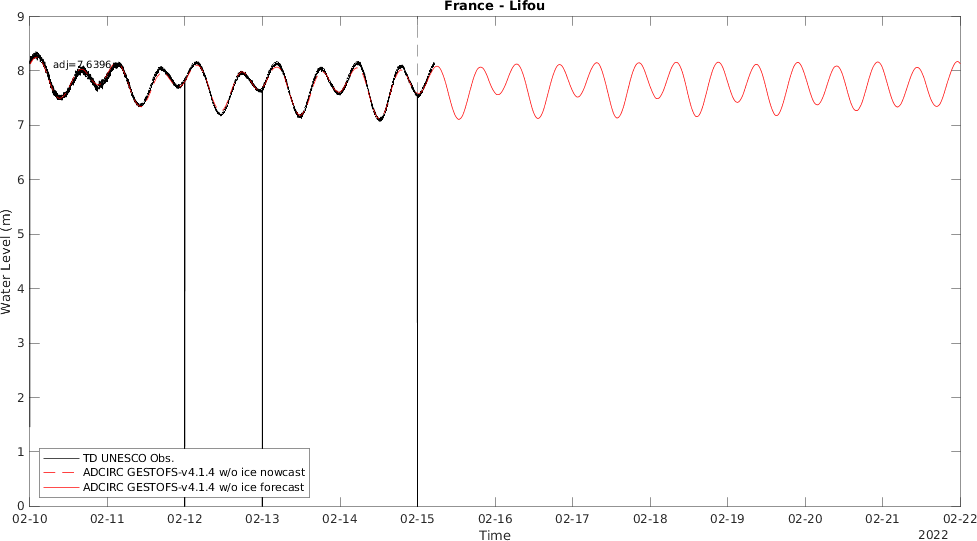 France - Lifou
9
8
7
6
5
4
3
2
1
0
Water Level (m)
adj=7.6396
TD UNESCO Obs.
ADCIRC GESTOFS-v4.1.4 w/o ice nowcast
ADCIRC GESTOFS-v4.1.4 w/o ice forecast
02-10 02-11 02-12 02-13 02-14 02-15 02-16 02-17 02-18 02-19 02-20 02-21 02-22
Time
2022